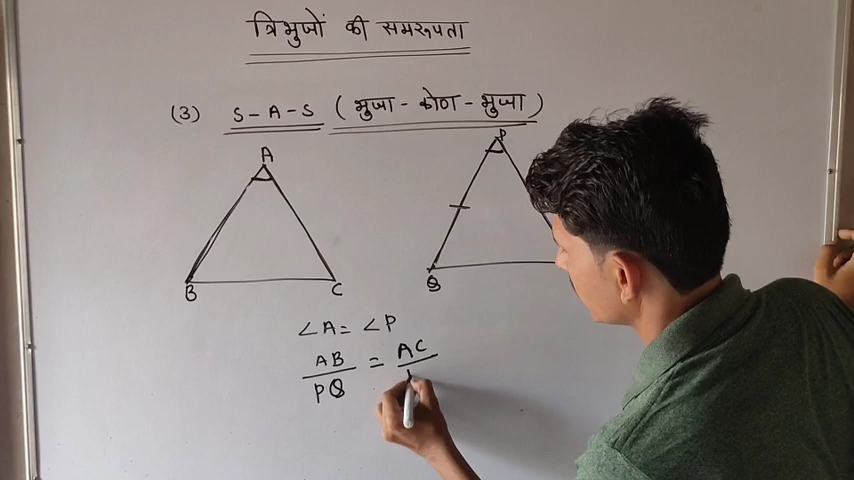 त्रिभुजों की समरूपता
(3) S-A-S (भुजा - कोण - भुजा)
A
P
B
C
Q
∠A = ∠P
AB = AC
PQ